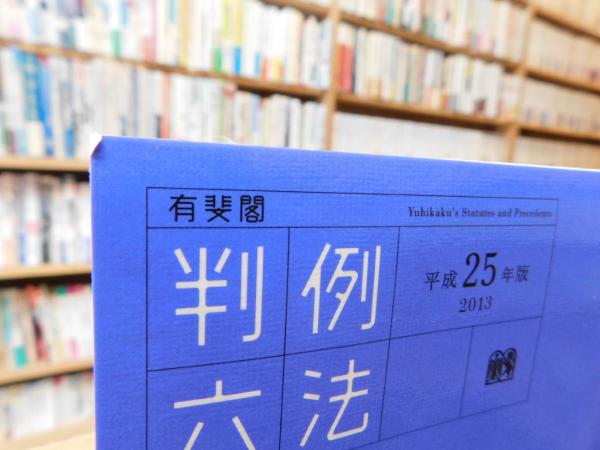 有斐閣
Yuhikaku's Statutes and Precedents
判例
平成25年版
2013
六法